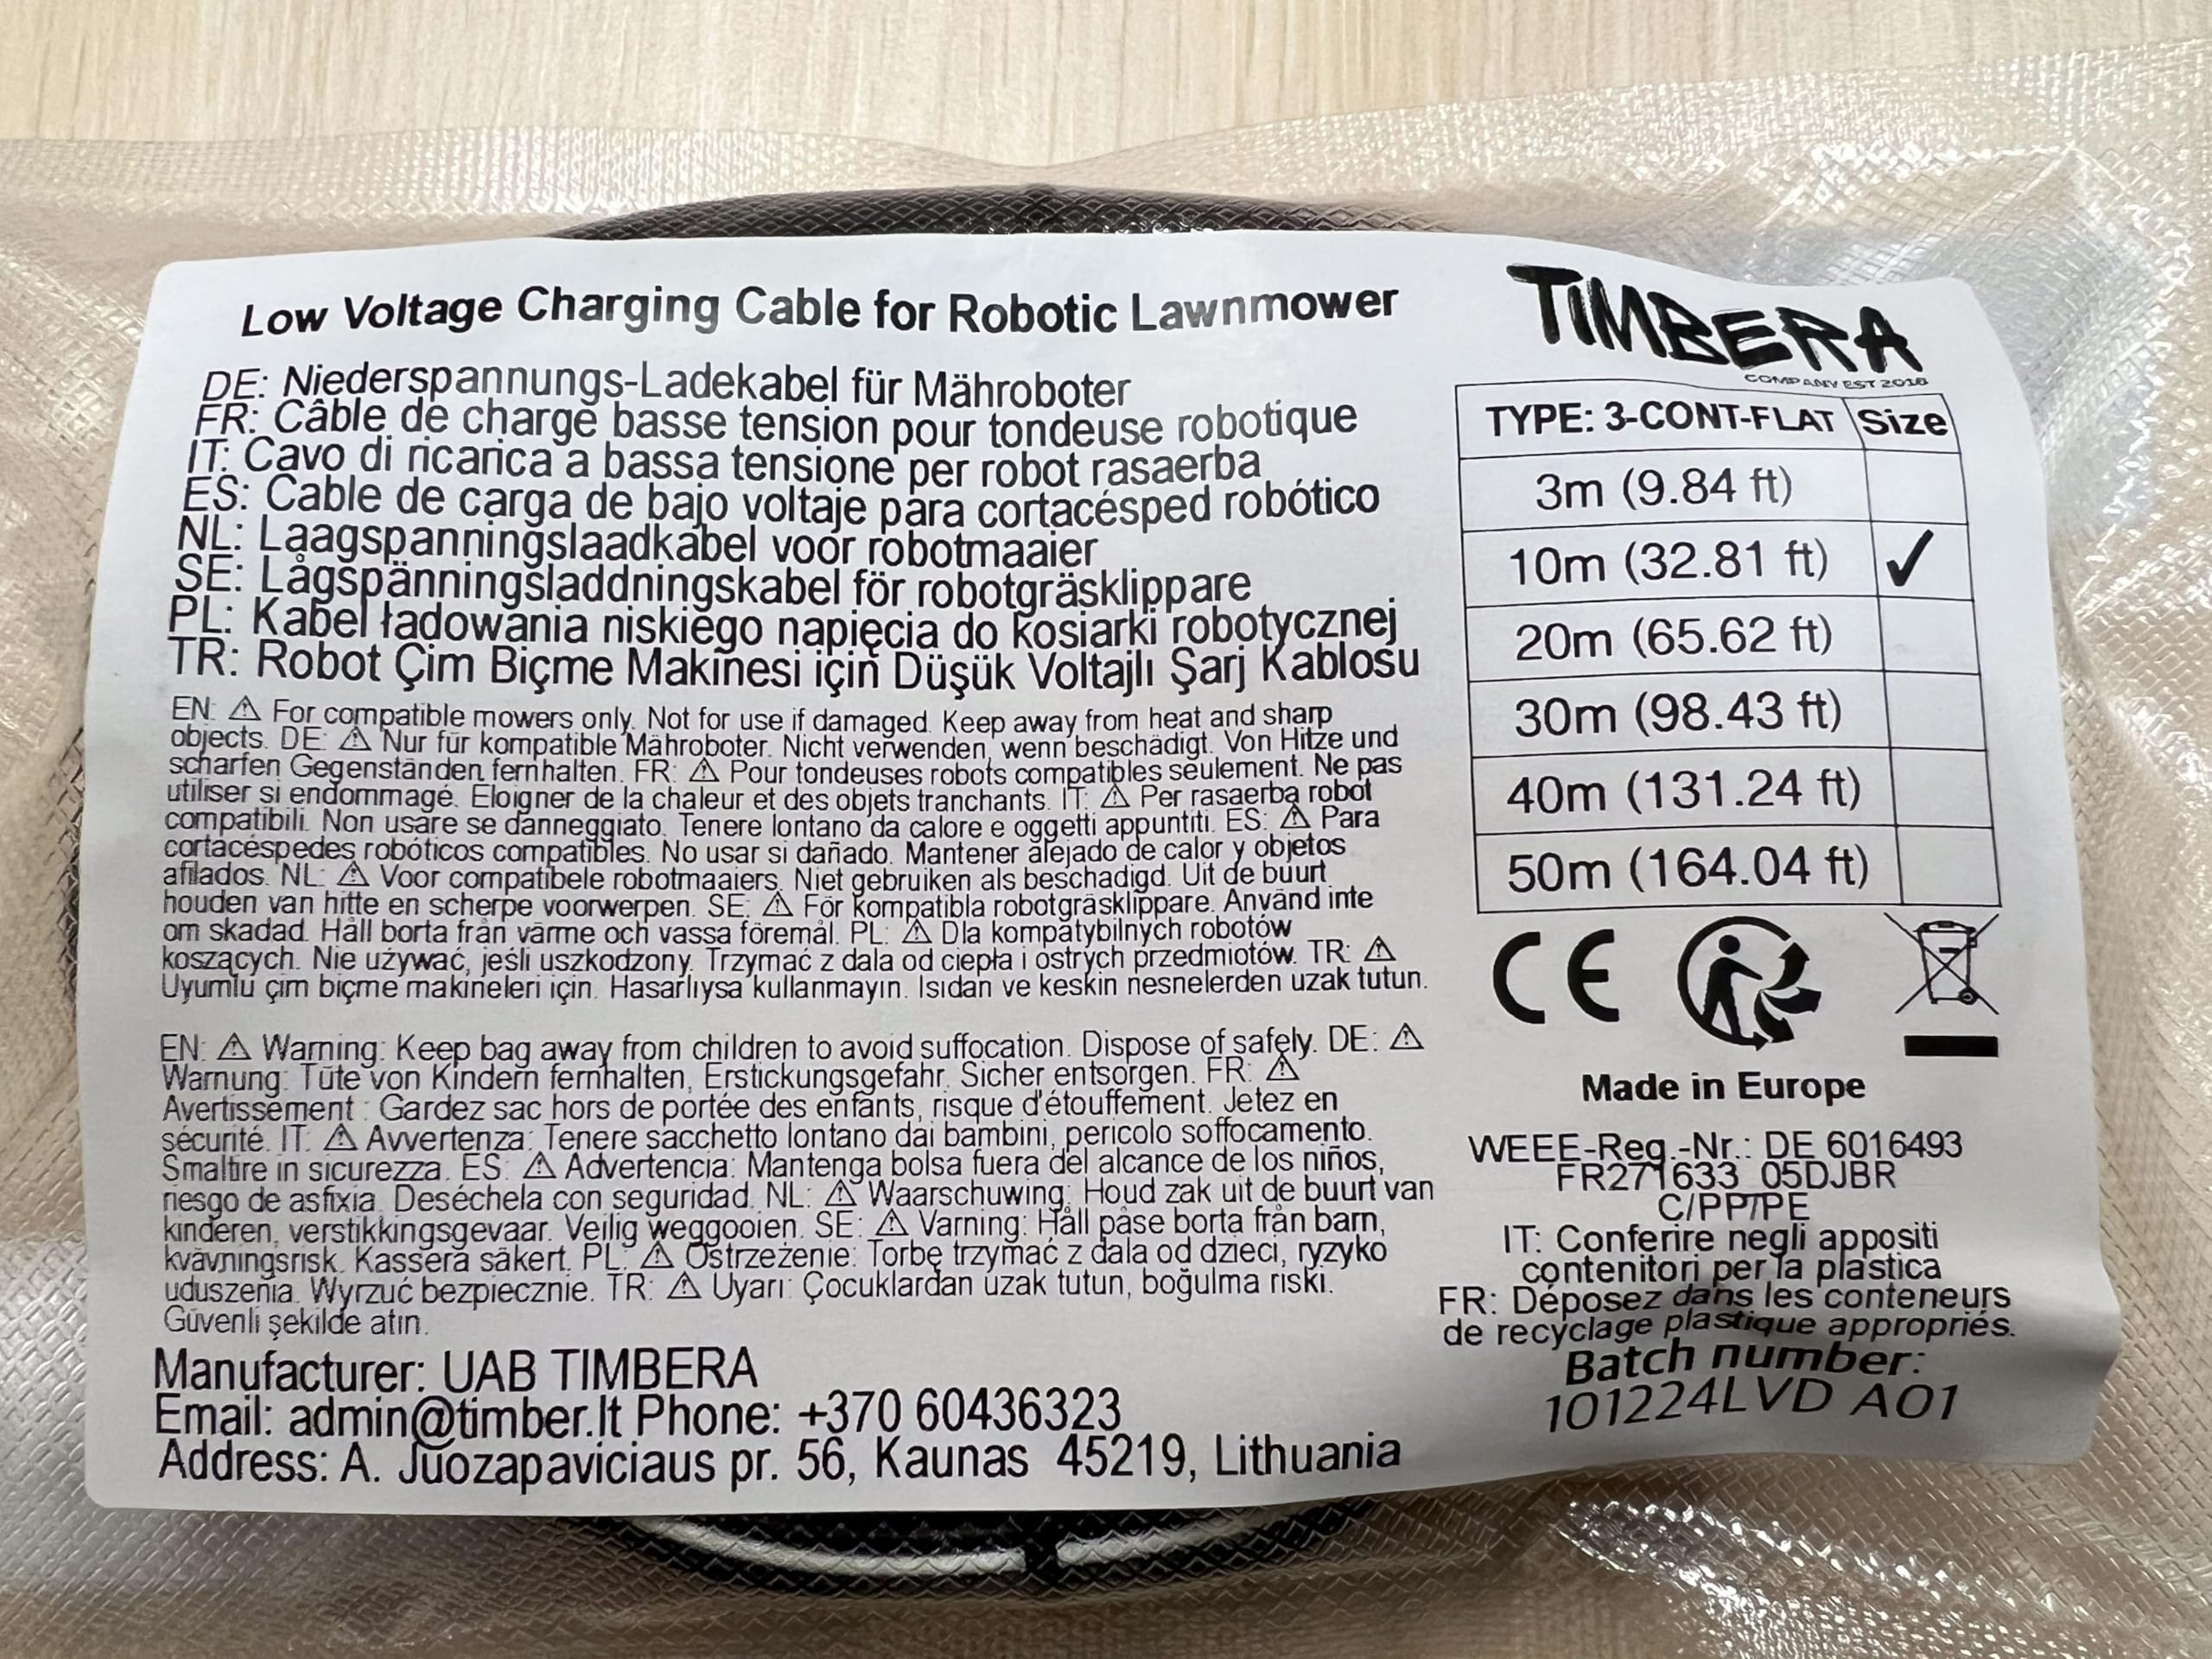 Low Voltage Charging Cable for Robotic Lawnmower
DE: Niederspannungs-Ladekabel für Mähroboter
FR: Câble de charge basse tension pour tondeuse robotique
IT: Cavo di ricarica a bassa tensione per robot rasaerba
ES: Cable de carga de bajo voltaje para cortacésped robótico
NL: Laagspanningslaadkabel voor robotmaaier
SE: Lågspänningsladdningskabel för robotgräsklippare
PL: Kabel ładowania niskiego napięcia do kosiarki robotycznej
TR: Robot Çim Biçme Makinesi için Düşük Voltajlı Şarj Kablosu
EN: ⚠ For compatible mowers only. Not for use if damaged. Keep away from heat and sharp
objects. DE: ⚠ Nur für kompatible Mähroboter. Nicht verwenden, wenn beschädigt. Von Hitze und
scharfen Gegenständen fernhalten. FR: ⚠ Pour tondeuses robots compatibles seulement. Ne pas
utiliser si endommagé. Éloigner de la chaleur et des objets tranchants. IT: ⚠ Per rasaerba robot
compatibili. Non usare se danneggiato. Tenere lontano da calore e oggetti appuntiti. ES: ⚠ Para
cortacéspedes robóticos compatibles. No usar si dañado. Mantener alejado de calor y objetos
afilados. NL: ⚠ Voor compatibele robotmaaiers. Niet gebruiken als beschadigd. Uit de buurt
houden van hitte en scherpe voorwerpen. SE: ⚠ För kompatibla robotgräsklippare. Använd inte
om skadad. Håll borta från värme och vassa föremål. PL: ⚠ Dla kompatybilnych robotów
koszących. Nie używać, jeśli uszkodzony. Trzymać z dala od ciepła i ostrych przedmiotów. TR: ⚠
Uyumlu çim biçme makineleri için. Hasarlıysa kullanmayın. Isıdan ve keskin nesnelerden uzak tutun.
EN: ⚠ Warning: Keep bag away from children to avoid suffocation. Dispose of safely. DE: ⚠
Warnung: Tüte von Kindern fernhalten, Erstickungsgefahr. Sicher entsorgen. FR: ⚠
Avertissement : Gardez sac hors de portée des enfants, risque d'étouffement. Jetez en
sécurité. IT: ⚠ Avvertenza: Tenere sacchetto lontano dai bambini, pericolo soffocamento.
Smaltire in sicurezza. ES: ⚠ Advertencia: Mantenga bolsa fuera del alcance de los niños,
riesgo de asfixia. Deséchela con seguridad. NL: ⚠ Waarschuwing: Houd zak uit de buurt van
kinderen, verstikkingsgevaar. Veilig weggooien. SE: ⚠ Varning: Håll påse borta från barn,
kvävningsrisk. Kassera säkert. PL: ⚠ Ostrzeżenie: Torbę trzymać z dala od dzieci, ryzyko
uduszenia. Wyrzuć bezpiecznie. TR: ⚠ Uyarı: Çocuklardan uzak tutun, boğulma riski.
Güvenli şekilde atın.
Manufacturer: UAB TIMBERA
Email: admin@timber.lt Phone: +370 60436323
Address: A. Juozapaviciaus pr. 56, Kaunas 45219, Lithuania
TIMBERA
COMPANY EST 2018
TYPE: 3-CONT-FLAT Size
3m (9.84 ft)
10m (32.81 ft) ✓
20m (65.62 ft)
30m (98.43 ft)
40m (131.24 ft)
50m (164.04 ft)
CE
Made in Europe
WEEE-Reg.-Nr.: DE 6016493
FR271633_05DJBR
C/PP/PE
IT: Conferire negli appositi
contenitori per la plastica
FR: Déposez dans les conteneurs
de recyclage plastique appropriés.
Batch number:
101224LVD A01